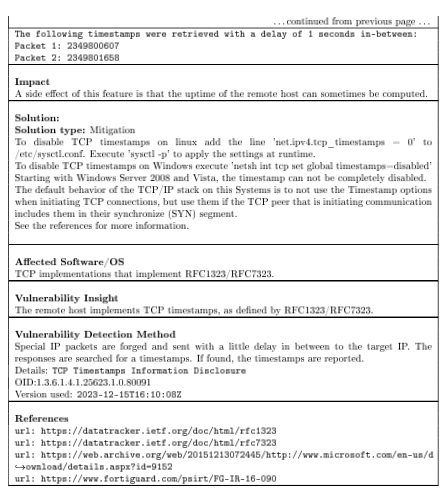 ...continued from previous page ...
The following timestamps were retrieved with a delay of 1 seconds in-between:
Packet 1: 2349800607
Packet 2: 2349801658
Impact
A side effect of this feature is that the uptime of the remote host can sometimes be computed.
Solution:
Solution type: Mitigation
To disable TCP timestamps on linux add the line 'net.ipv4.tcp_timestamps = 0' to
/etc/sysctl.conf. Execute 'sysctl -p' to apply the settings at runtime.
To disable TCP timestamps on Windows execute 'netsh int tcp set global timestamps=disabled'
Starting with Windows Server 2008 and Vista, the timestamp can not be completely disabled.
The default behavior of the TCP/IP stack on this Systems is to not use the Timestamp options
when initiating TCP connections, but use them if the TCP peer that is initiating communication
includes them in their synchronize (SYN) segment.
See the references for more information.
Affected Software/OS
TCP implementations that implement RFC1323/RFC7323.
Vulnerability Insight
The remote host implements TCP timestamps, as defined by RFC1323/RFC7323.
Vulnerability Detection Method
Special IP packets are forged and sent with a little delay in between to the target IP. The
responses are searched for a timestamps. If found, the timestamps are reported.
Details: TCP Timestamps Information Disclosure
OID:1.3.6.1.4.1.25623.1.0.80091
Version used: 2023-12-15T16:10:08Z
References
url: https://datatracker.ietf.org/doc/html/rfc1323
url: https://datatracker.ietf.org/doc/html/rfc7323
url: https://web.archive.org/web/20151213072445/http://www.microsoft.com/en-us/d
↪ownload/details.aspx?id=9152
url: https://www.fortiguard.com/psirt/FG-IR-16-090